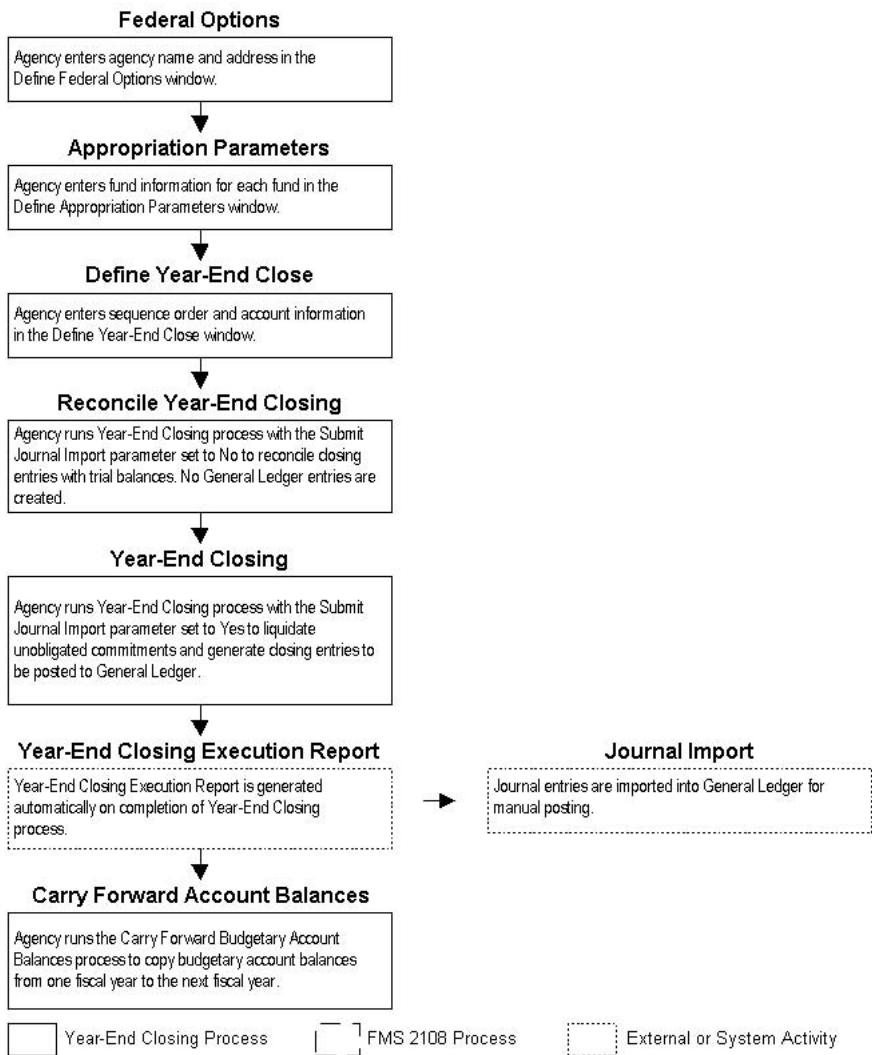 Federal Options
Agency enters agency name and address in the
Define Federal Options window.
Appropriation Parameters
Agency enters fund information for each fund in the
Define Appropriation Parameters window.
Define Year-End Close
Agency enters sequence order and account information
in the Define Year-End Close window.
Reconcile Year-End Closing
Agency runs Year-End Closing process with the Submit
Journal Import parameter set to No to reconcile closing
entries with trial balances. No General Ledger entries are
created.
Year-End Closing
Agency runs Year-End Closing process with the Submit
Journal Import parameter set to Yes to liquidate
unobligated commitments and generate closing entries to
be posted to General Ledger.
Year-End Closing Execution Report
Year-End Closing Execution Report is generated
automatically on completion of Year-End Closing
process.
Journal Import
Journal entries are imported into General Ledger for
manual posting.
Carry Forward Account Balances
Agency runs the Carry Forward Budgetary Account
Balances process to copy budgetary account balances
from one fiscal year to the next fiscal year.
Year-End Closing Process
FMS 2108 Process
External or System Activity